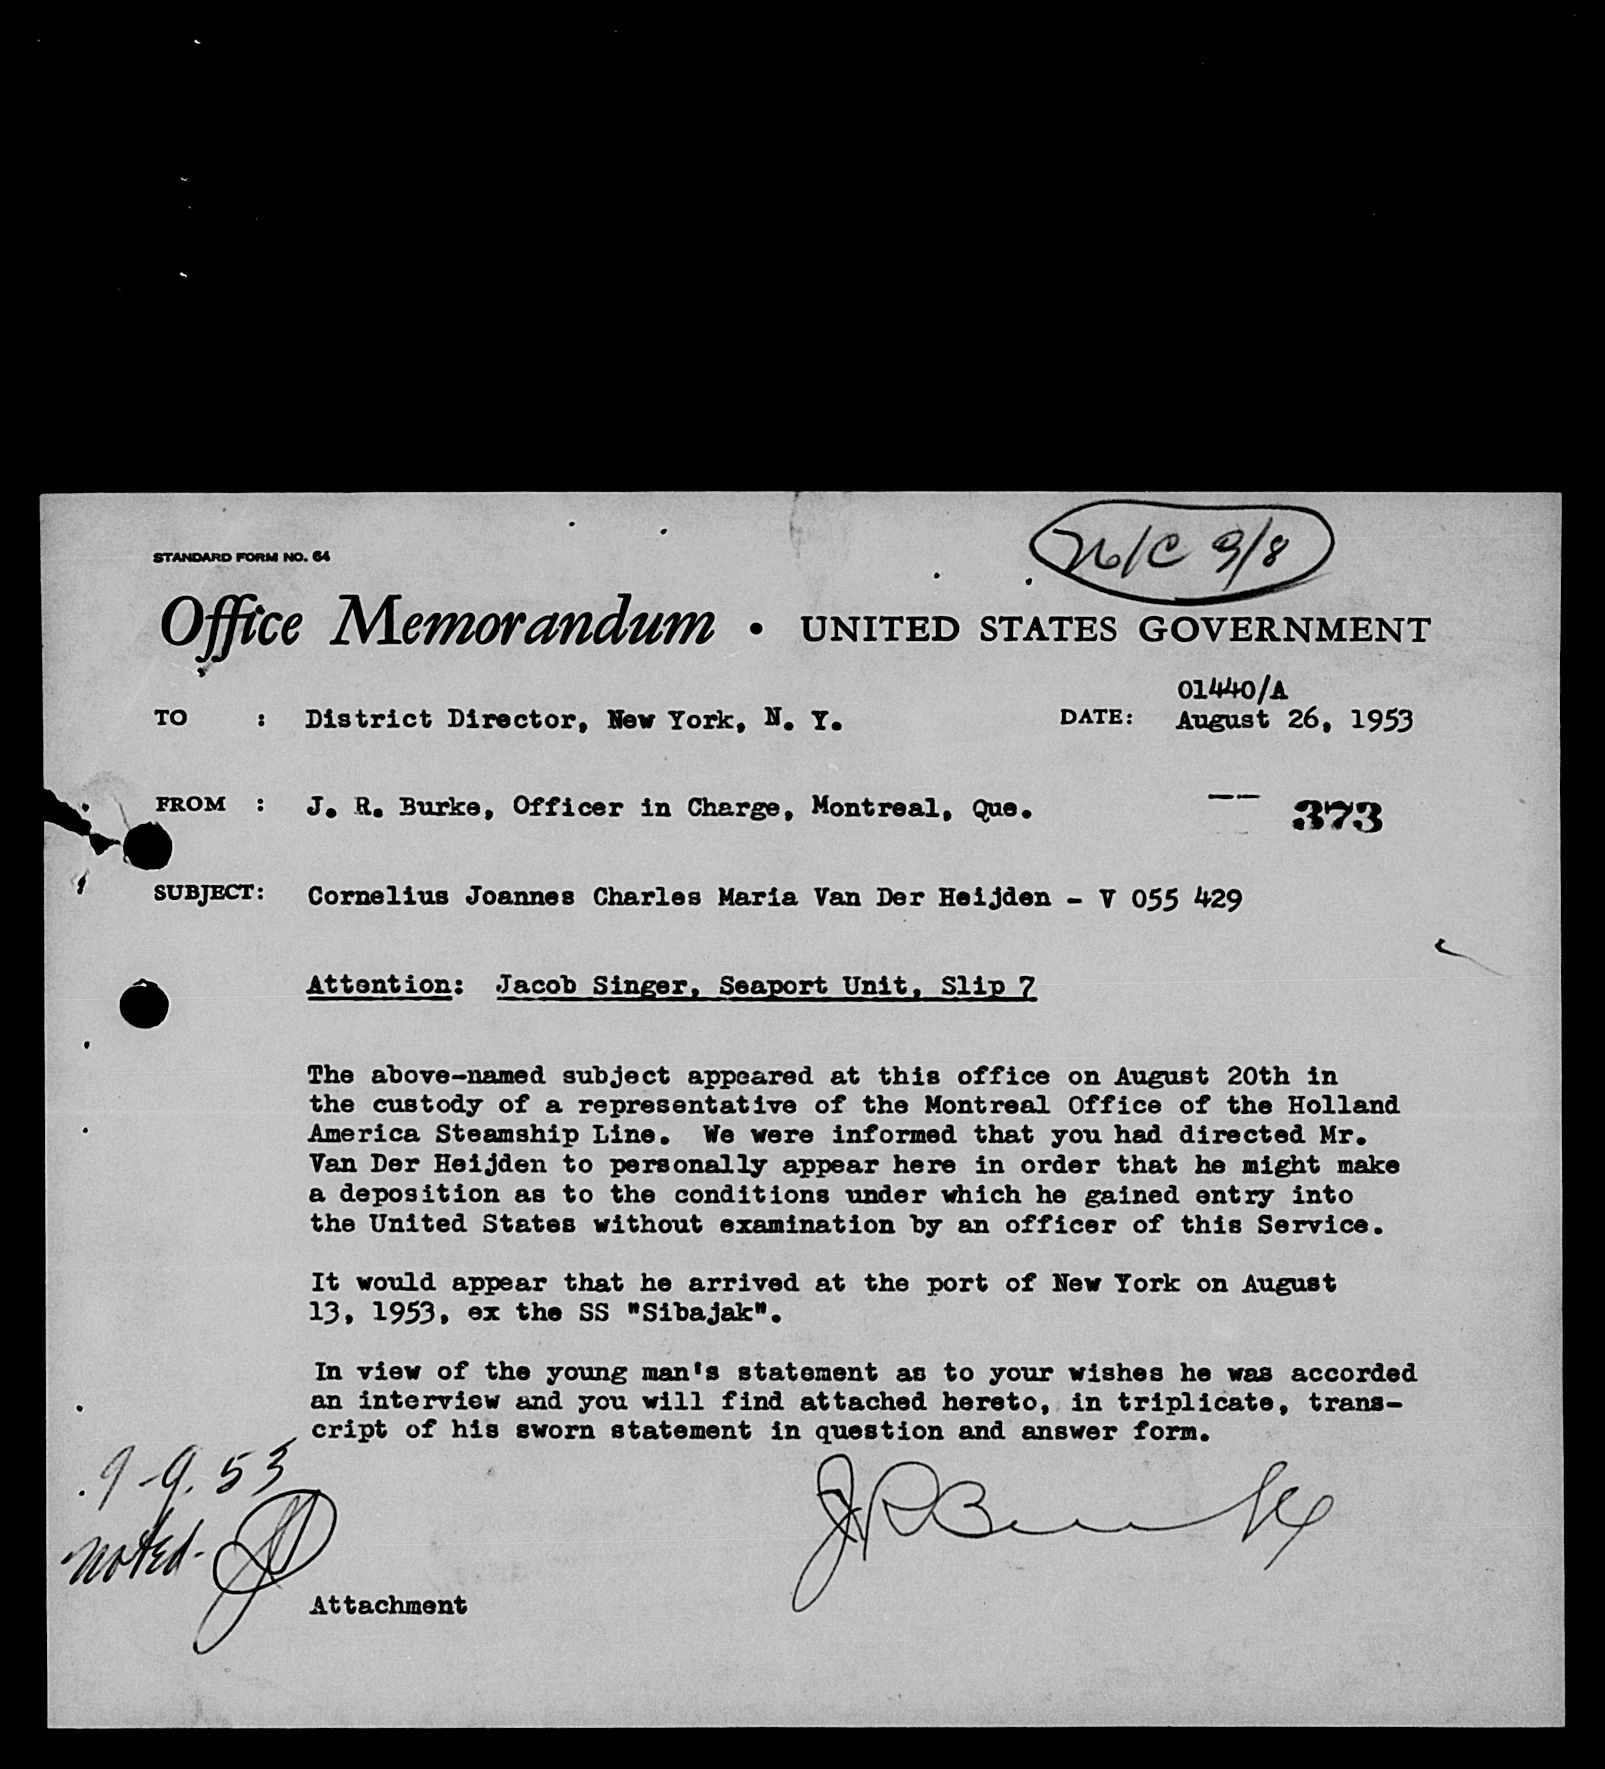 N/C 9/8
STANDARD FORM NO. 64
Office Memorandum • UNITED STATES GOVERNMENT
01440/A
TO : District Director, New York, N. Y. DATE: August 26, 1953
FROM : J. R. Burke, Officer in Charge, Montreal, Que.
373
SUBJECT: Cornelius Joannes Charles Maria Van Der Heijden - V 055 429
Attention: Jacob Singer, Seaport Unit, Slip 7
The above-named subject appeared at this office on August 20th in
the custody of a representative of the Montreal Office of the Holland
America Steamship Line. We were informed that you had directed Mr.
Van Der Heijden to personally appear here in order that he might make
a deposition as to the conditions under which he gained entry into
the United States without examination by an officer of this Service.
It would appear that he arrived at the port of New York on August
13, 1953, ex the SS "Sibajak".
In view of the young man's statement as to your wishes he was accorded
an interview and you will find attached hereto, in triplicate, trans-
cript of his sworn statement in question and answer form.
9-9.53
JRBurke
noted-
Attachment